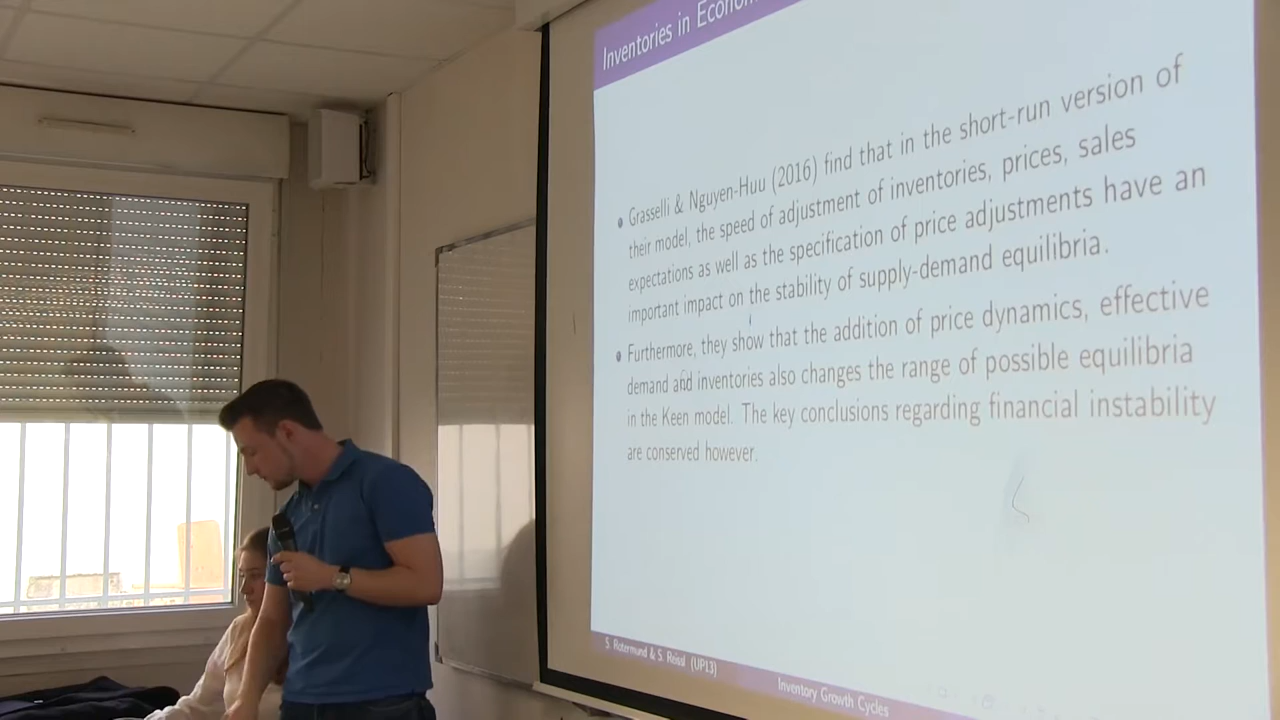 Inventories in Econom
• Grasselli & Nguyen-Huu (2016) find that in the short-run version of
their model, the speed of adjustment of inventories, prices, sales
expectations as well as the specification of price adjustments have an
important impact on the stability of supply-demand equilibria.
• Furthermore, they show that the addition of price dynamics, effective
demand and inventories also changes the range of possible equilibria
in the Keen model. The key conclusions regarding financial instability
are conserved however.
S. Rotermund & S. Reissl (UP13)
Inventory Growth Cycles